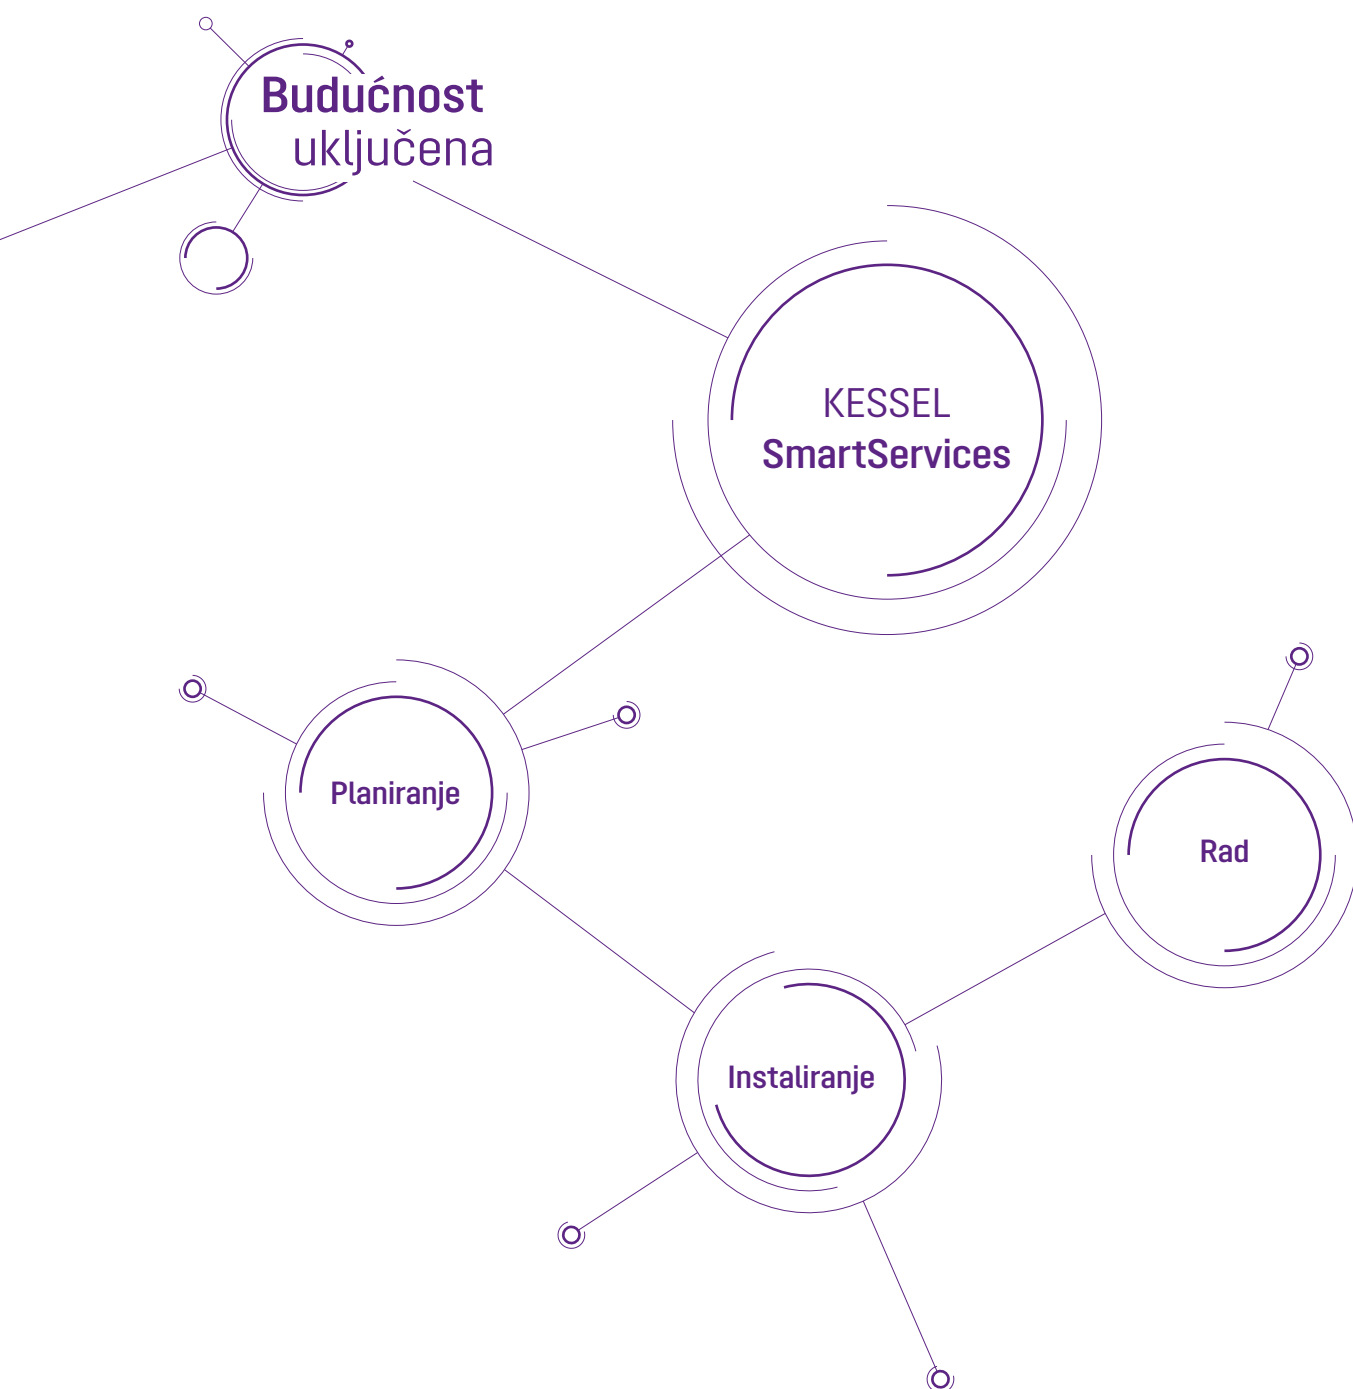 Budućnost
uključena
KESSEL
SmartServices
Planiranje
Rad
Instaliranje